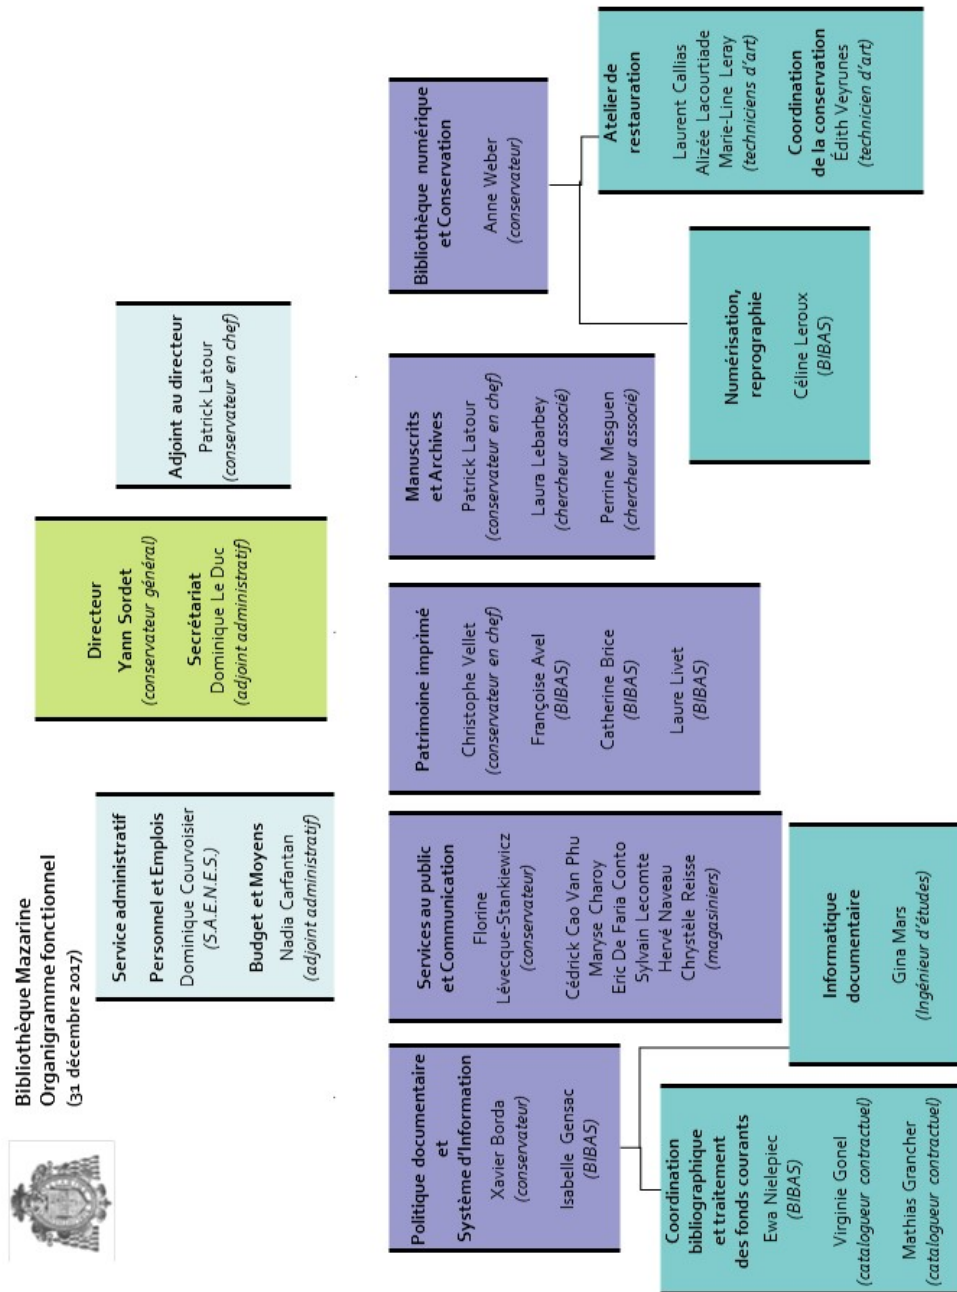 Bibliothèque Mazarine
Organigramme fonctionnel
(31 décembre 2017)
Service administratif
Personnel et Emplois
Dominique Courvoisier
(S.A.E.N.E.S.)
Budget et Moyens
Nadia Carfantan
(adjoint administratif)
Directeur
Yann Sordet
(conservateur général)
Secrétariat
Dominique Le Duc
(adjoint administratif)
Adjoint au directeur
Patrick Latour
(conservateur en chef)
Politique documentaire
et
Système d'Information
Xavier Borda
(conservateur)
Isabelle Gensac
(BIBAS)
Services au public
et Communication
Florine
Lévecque-Stankiewicz
(conservateur)
Cédrick Cao Van Phu
Maryse Charoy
Eric De Faria Conto
Sylvain Lecomte
Hervé Naveau
Chrystèle Reisse
(magasiniers)
Patrimoine imprimé
Christophe Vellet
(conservateur en chef)
Françoise Avel
(BIBAS)
Catherine Brice
(BIBAS)
Laure Livet
(BIBAS)
Manuscrits
et Archives
Patrick Latour
(conservateur en chef)
Laura Lebarbey
(chercheur associé)
Perrine Mesguen
(chercheur associé)
Bibliothèque numérique
et Conservation
Anne Weber
(conservateur)
Coordination
bibliographique
et traitement
des fonds courants
Ewa Nielepiec
(BIBAS)
Virginie Gonel
(catalogueur contractuel)
Mathias Grancher
(catalogueur contractuel)
Informatique
documentaire
Gina Mars
(Ingénieur d'études)
Numérisation,
reprographie
Céline Leroux
(BIBAS)
Atelier de
restauration
Laurent Callias
Alizée Lacourtiade
Marie-Line Leray
(techniciens d'art)
Coordination
de la conservation
Édith Veyrunes
(technicien d'art)